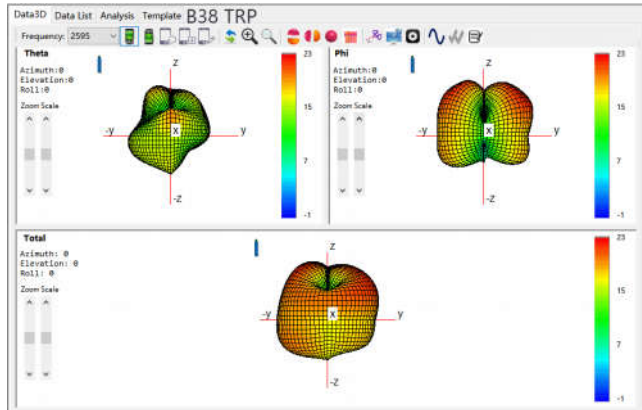 Data3D Data List Analysis Template B38 TRP
Frequency: 2595
Theta
Azimuth:0
Elevation:0
Roll:0
Zoom Scale
z
-y
x
y
-z
23
15
7
-1
Phi
Azimuth:0
Elevation:0
Roll:0
Zoom Scale
z
-y
x
y
-z
23
15
7
-1
Total
Azimuth: 0
Elevation: 0
Roll: 0
Zoom Scale
z
-y
x
y
-z
23
15
7
-1